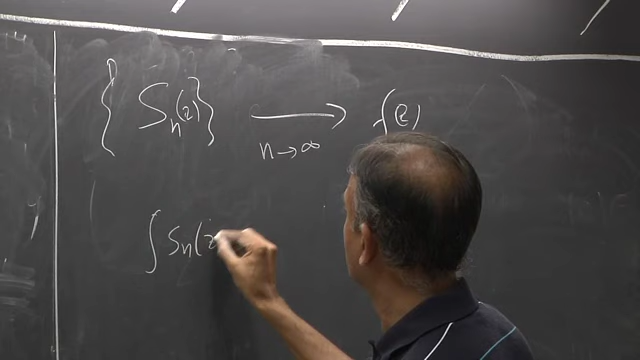 { Sₙ(z) } ⟶ f(z)
n→∞
∫ Sₙ(z